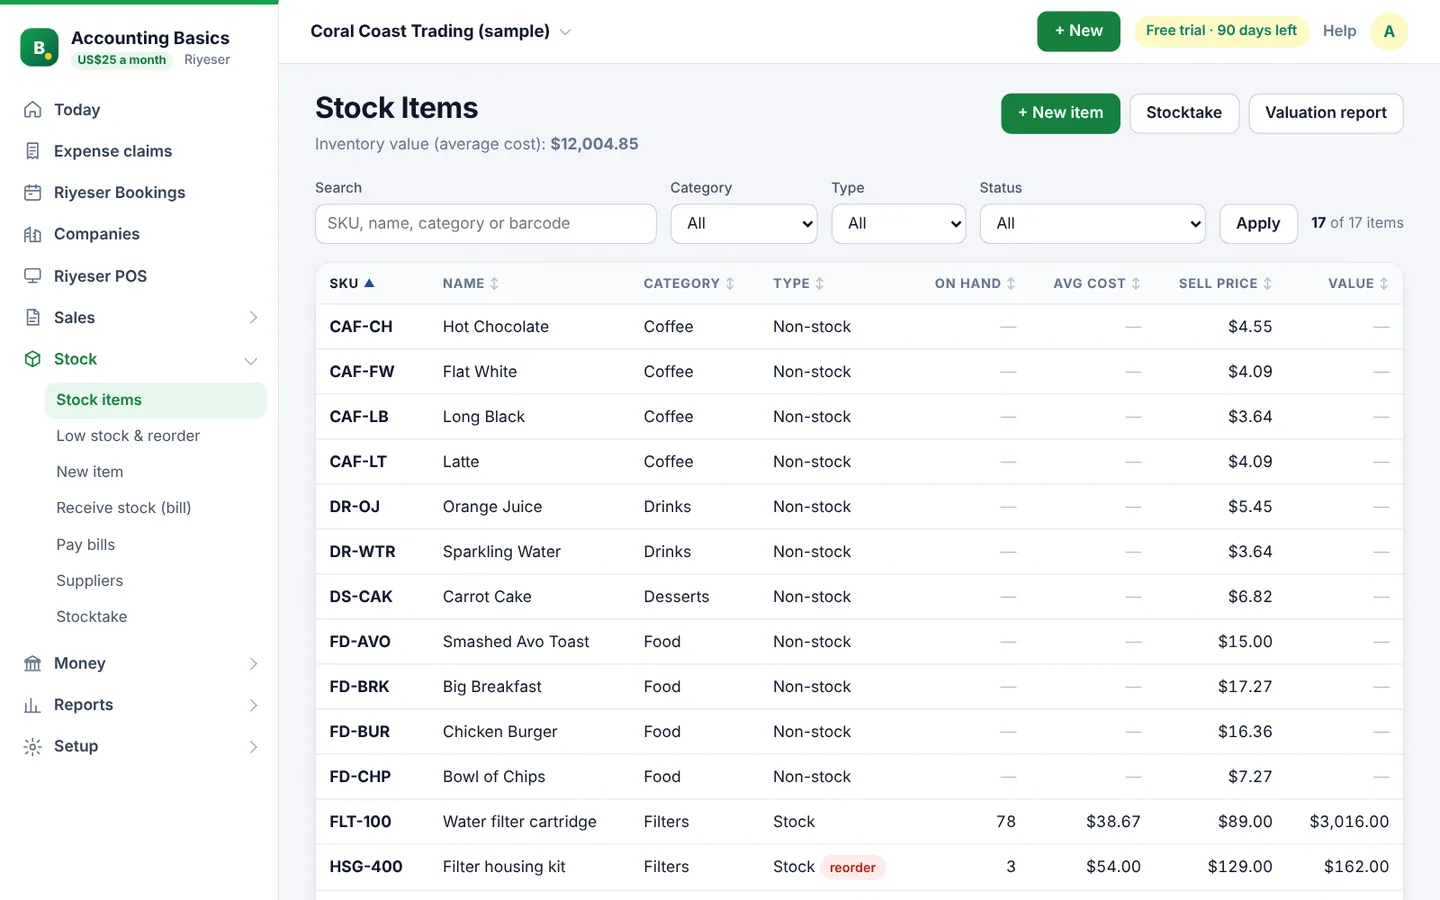 B.
Accounting Basics
US$25 a month Riyeser
Today
Expense claims
Riyeser Bookings
Companies
Riyeser POS
Sales
Stock
Stock items
Low stock & reorder
New item
Receive stock (bill)
Pay bills
Suppliers
Stocktake
Money
Reports
Setup
Coral Coast Trading (sample)
+ New
Free trial · 90 days left
Help
A
Stock Items
Inventory value (average cost): $12,004.85
+ New item
Stocktake
Valuation report
Search Category Type Status
SKU, name, category or barcode All All All Apply 17 of 17 items
SKU NAME CATEGORY TYPE ON HAND AVG COST SELL PRICE VALUE
CAF-CH Hot Chocolate Coffee Non-stock — — $4.55 —
CAF-FW Flat White Coffee Non-stock — — $4.09 —
CAF-LB Long Black Coffee Non-stock — — $3.64 —
CAF-LT Latte Coffee Non-stock — — $4.09 —
DR-OJ Orange Juice Drinks Non-stock — — $5.45 —
DR-WTR Sparkling Water Drinks Non-stock — — $3.64 —
DS-CAK Carrot Cake Desserts Non-stock — — $6.82 —
FD-AVO Smashed Avo Toast Food Non-stock — — $15.00 —
FD-BRK Big Breakfast Food Non-stock — — $17.27 —
FD-BUR Chicken Burger Food Non-stock — — $16.36 —
FD-CHP Bowl of Chips Food Non-stock — — $7.27 —
FLT-100 Water filter cartridge Filters Stock 78 $38.67 $89.00 $3,016.00
HSG-400 Filter housing kit Filters Stock reorder 3 $54.00 $129.00 $162.00